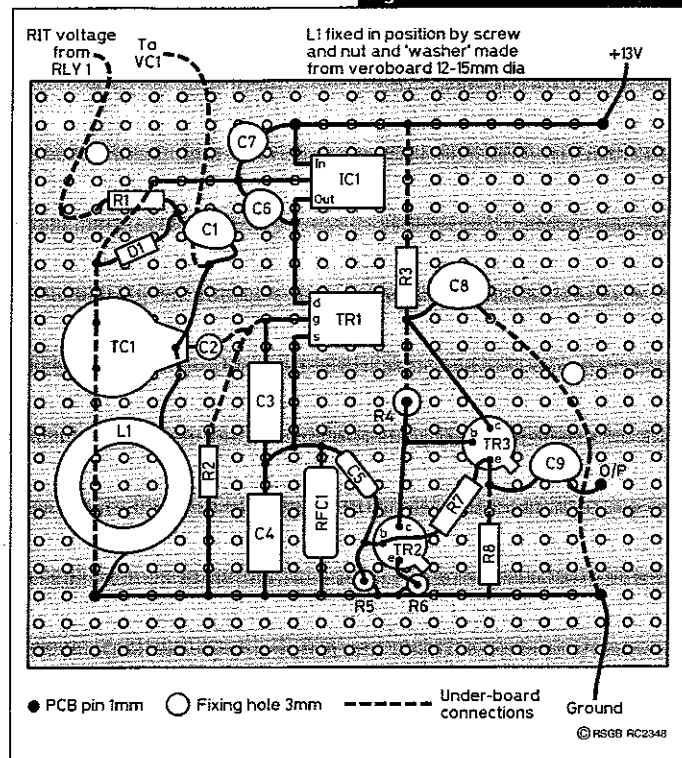 RIT voltage
from
RLY 1
To
VC1
L1 fixed in position by screw
and nut and 'washer' made
from veroboard 12-15mm dia
+13V
C7
In
IC1
Out
R1
C6
C1
D1
R3
C8
d
g
s
TR1
TC1
C2
C3
R4
L1
b
c
e
TR3
R2
C5
C9
O/P
R7
C4
RFC1
b
c
e
TR2
R8
R5
R6
PCB pin 1mm
Fixing hole 3mm
Under-board
connections
Ground
© RSGB RC2348